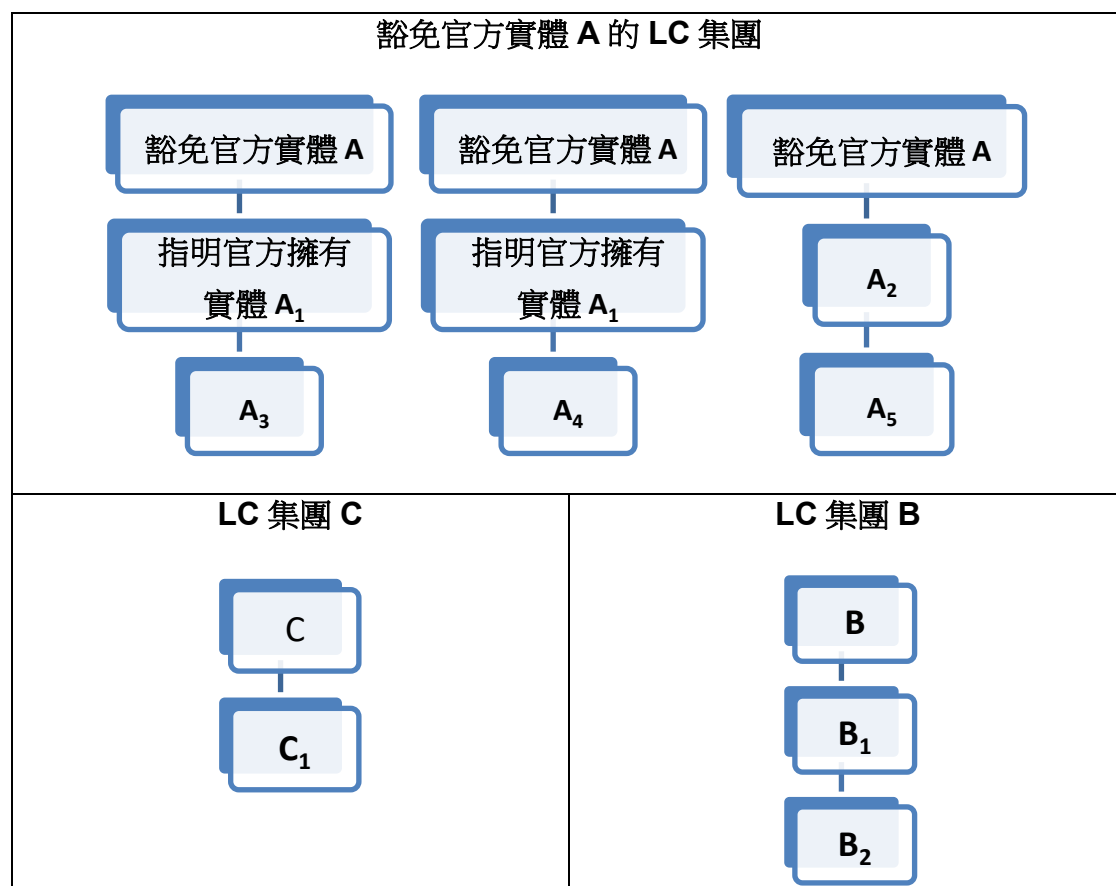 豁免官方實體 A 的 LC 集團
豁免官方實體 A
豁免官方實體 A
豁免官方實體 A
指明官方擁有
實體 A₁
指明官方擁有
實體 A₁
A₂
A₃
A₄
A₅
LC 集團 C
C
C₁
LC 集團 B
B
B₁
B₂